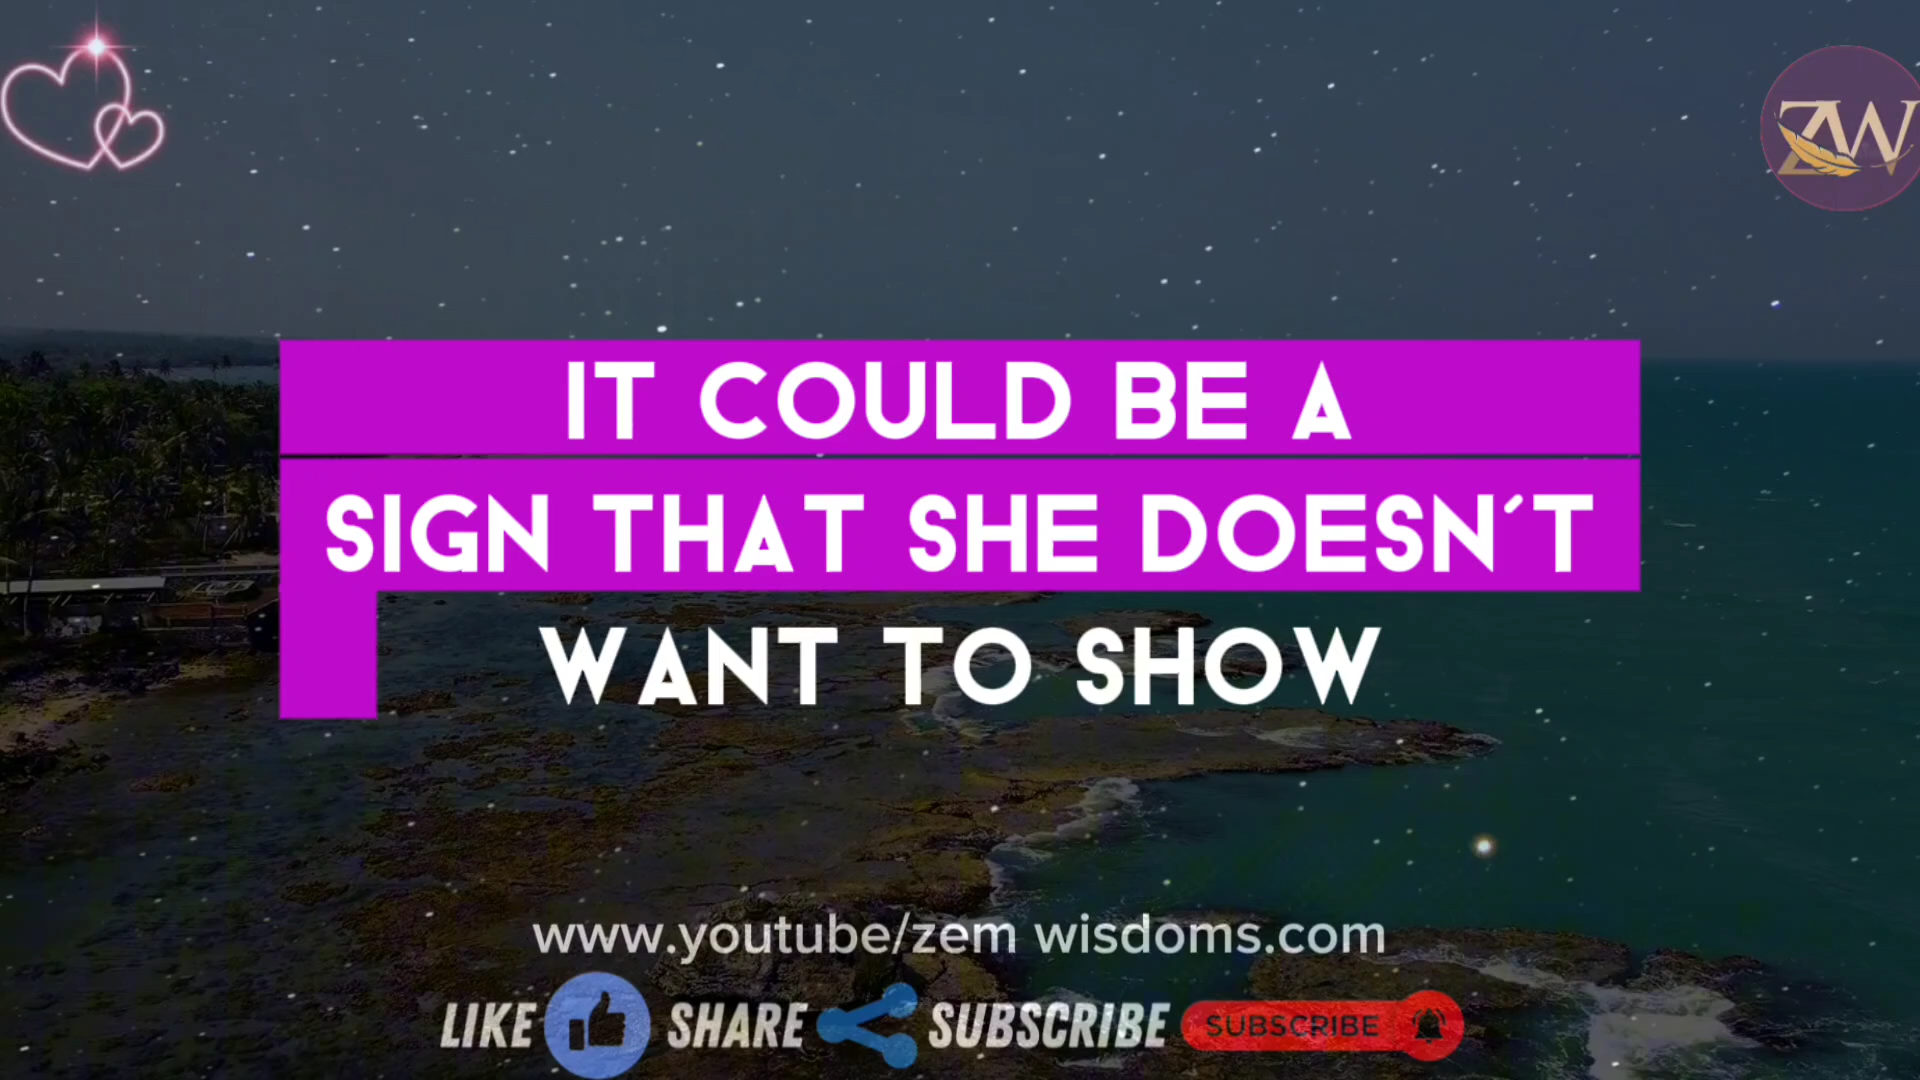 ZW
IT COULD BE A
SIGN THAT SHE DOESN'T
WANT TO SHOW
www.youtube/zem wisdoms.com
LIKE SHARE SUBSCRIBE SUBSCRIBE